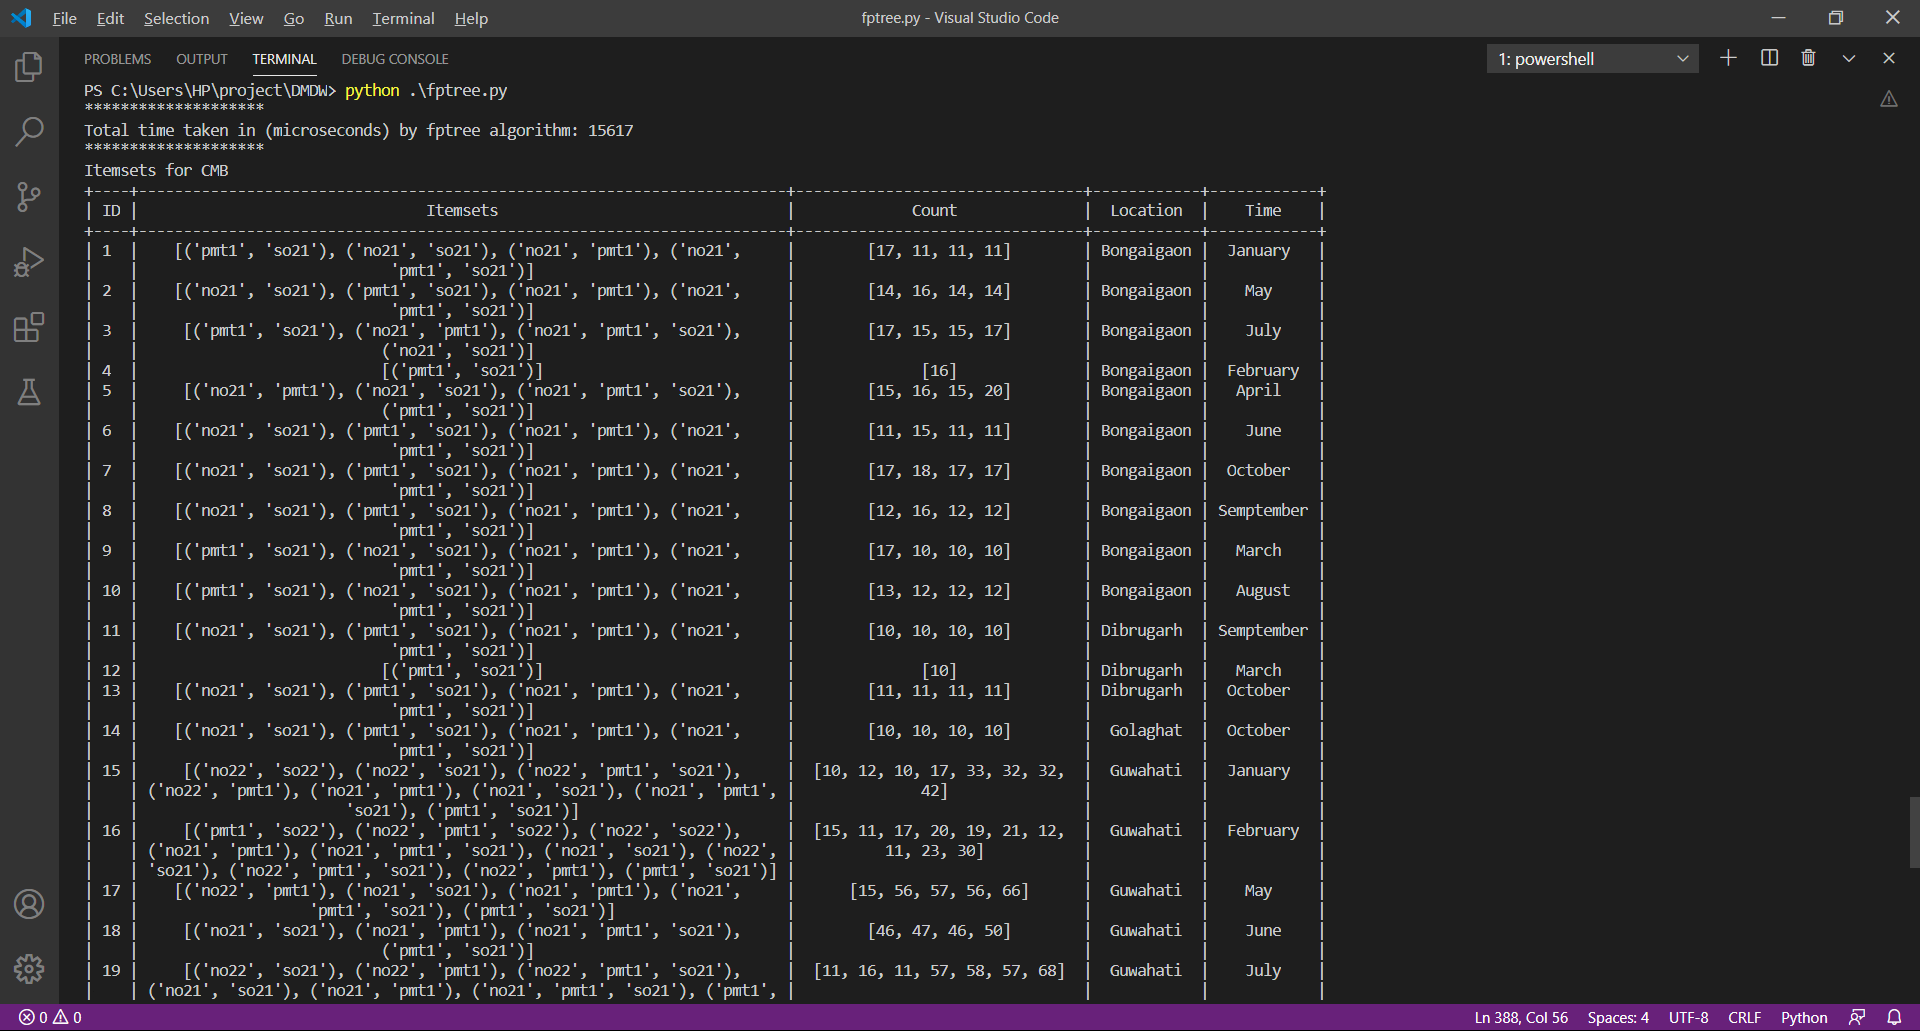 File Edit Selection View Go Run Terminal Help fptree.py - Visual Studio Code
PROBLEMS OUTPUT TERMINAL DEBUG CONSOLE 1: powershell
PS C:\Users\HP\project\DMDW> python .\fptree.py
********************
Total time taken in (microseconds) by fptree algorithm: 15617
********************
Itemsets for CMB
+----+------------------------------------------------------------------------+--------------------------------+------------+------------+
| ID | Itemsets | Count | Location | Time |
+----+------------------------------------------------------------------------+--------------------------------+------------+------------+
| 1 | [('pmt1', 'so21'), ('no21', 'so21'), ('no21', 'pmt1'), ('no21', | [17, 11, 11, 11] | Bongaigaon | January |
| | 'pmt1', 'so21')] | | | |
| 2 | [('no21', 'so21'), ('pmt1', 'so21'), ('no21', 'pmt1'), ('no21', | [14, 16, 14, 14] | Bongaigaon | May |
| | 'pmt1', 'so21')] | | | |
| 3 | [('pmt1', 'so21'), ('no21', 'pmt1'), ('no21', 'pmt1', 'so21'), | [17, 15, 15, 17] | Bongaigaon | July |
| | ('no21', 'so21')] | | | |
| 4 | [('pmt1', 'so21')] | [16] | Bongaigaon | February |
| 5 | [('no21', 'pmt1'), ('no21', 'so21'), ('no21', 'pmt1', 'so21'), | [15, 16, 15, 20] | Bongaigaon | April |
| | ('pmt1', 'so21')] | | | |
| 6 | [('no21', 'so21'), ('pmt1', 'so21'), ('no21', 'pmt1'), ('no21', | [11, 15, 11, 11] | Bongaigaon | June |
| | 'pmt1', 'so21')] | | | |
| 7 | [('no21', 'so21'), ('pmt1', 'so21'), ('no21', 'pmt1'), ('no21', | [17, 18, 17, 17] | Bongaigaon | October |
| | 'pmt1', 'so21')] | | | |
| 8 | [('no21', 'so21'), ('pmt1', 'so21'), ('no21', 'pmt1'), ('no21', | [12, 16, 12, 12] | Bongaigaon | Semptember |
| | 'pmt1', 'so21')] | | | |
| 9 | [('pmt1', 'so21'), ('no21', 'so21'), ('no21', 'pmt1'), ('no21', | [17, 10, 10, 10] | Bongaigaon | March |
| | 'pmt1', 'so21')] | | | |
| 10 | [('pmt1', 'so21'), ('no21', 'so21'), ('no21', 'pmt1'), ('no21', | [13, 12, 12, 12] | Bongaigaon | August |
| | 'pmt1', 'so21')] | | | |
| 11 | [('no21', 'so21'), ('pmt1', 'so21'), ('no21', 'pmt1'), ('no21', | [10, 10, 10, 10] | Dibrugarh | Semptember |
| | 'pmt1', 'so21')] | | | |
| 12 | [('pmt1', 'so21')] | [10] | Dibrugarh | March |
| 13 | [('no21', 'so21'), ('pmt1', 'so21'), ('no21', 'pmt1'), ('no21', | [11, 11, 11, 11] | Dibrugarh | October |
| | 'pmt1', 'so21')] | | | |
| 14 | [('no21', 'so21'), ('pmt1', 'so21'), ('no21', 'pmt1'), ('no21', | [10, 10, 10, 10] | Golaghat | October |
| | 'pmt1', 'so21')] | | | |
| 15 | [('no22', 'so22'), ('no22', 'so21'), ('no22', 'pmt1', 'so21'), | [10, 12, 10, 17, 33, 32, 32, | Guwahati | January |
| | ('no22', 'pmt1'), ('no21', 'pmt1'), ('no21', 'so21'), ('no21', 'pmt1', | 42] | | |
| | 'so21'), ('pmt1', 'so21')] | | | |
| 16 | [('pmt1', 'so22'), ('no22', 'pmt1', 'so22'), ('no22', 'so22'), | [15, 11, 17, 20, 19, 21, 12, | Guwahati | February |
| | ('no21', 'pmt1'), ('no21', 'pmt1', 'so21'), ('no21', 'so21'), ('no22', | 11, 23, 30] | | |
| | 'so21'), ('no22', 'pmt1', 'so21'), ('no22', 'pmt1'), ('pmt1', 'so21')] | | | |
| 17 | [('no22', 'pmt1'), ('no21', 'so21'), ('no21', 'pmt1'), ('no21', | [15, 56, 57, 56, 66] | Guwahati | May |
| | 'pmt1', 'so21'), ('pmt1', 'so21')] | | | |
| 18 | [('no21', 'so21'), ('no21', 'pmt1'), ('no21', 'pmt1', 'so21'), | [46, 47, 46, 50] | Guwahati | June |
| | ('pmt1', 'so21')] | | | |
| 19 | [('no22', 'so21'), ('no22', 'pmt1'), ('no22', 'pmt1', 'so21'), | [11, 16, 11, 57, 58, 57, 68] | Guwahati | July |
| | ('no21', 'so21'), ('no21', 'pmt1'), ('no21', 'pmt1', 'so21'), ('pmt1', | | | |
0 0 Ln 388, Col 56 Spaces: 4 UTF-8 CRLF Python